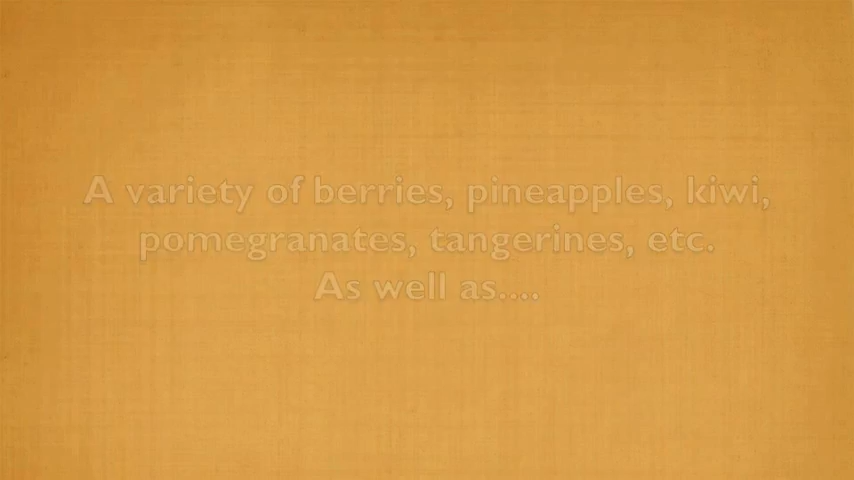 A variety of berries, pineapples, kiwi,
pomegranates, tangerines, etc.
As well as....